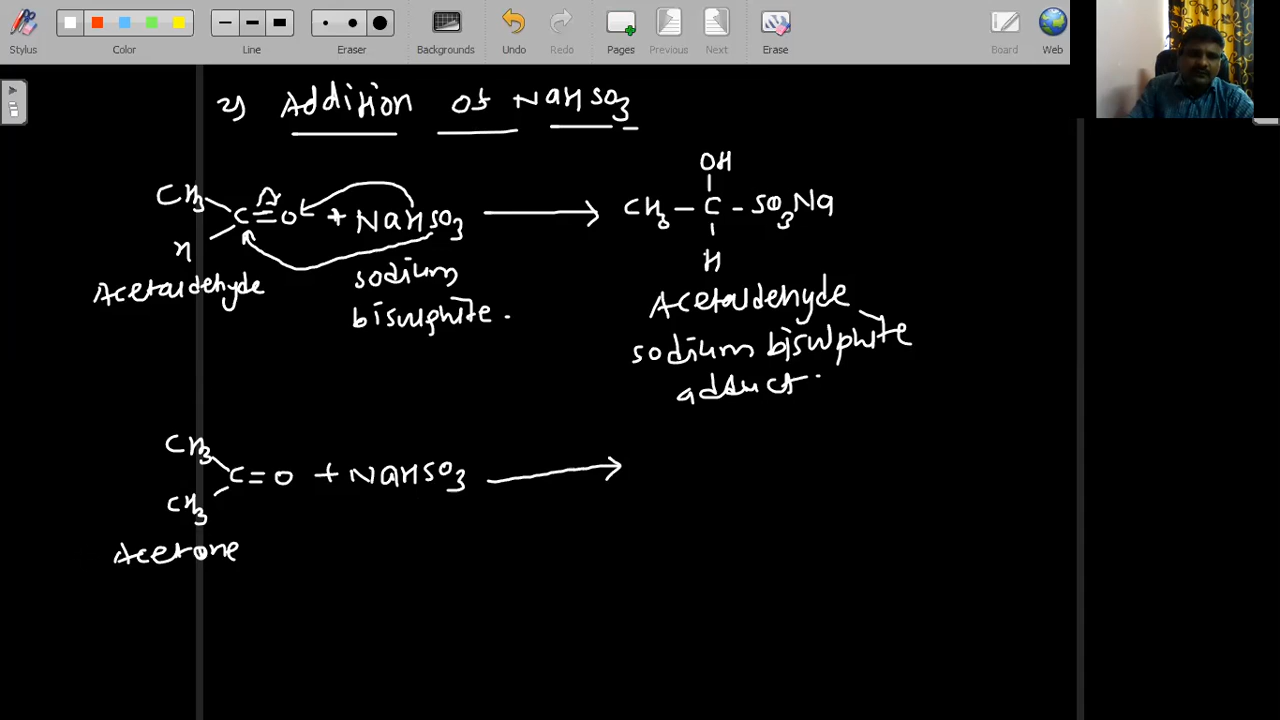 Stylus
Color
Line
Eraser
Backgrounds
Undo
Redo
Pages
Previous
Next
Erase
Board
Web
2) Addition of NaHSO3
CH3
C=O + NaHSO3
H
Acetaldehyde
sodium
bisulphite.
OH
CH3 - C - SO3Na
H
Acetaldehyde
sodium bisulphite
adduct.
CH3
C=O + NaHSO3
CH3
Acetone